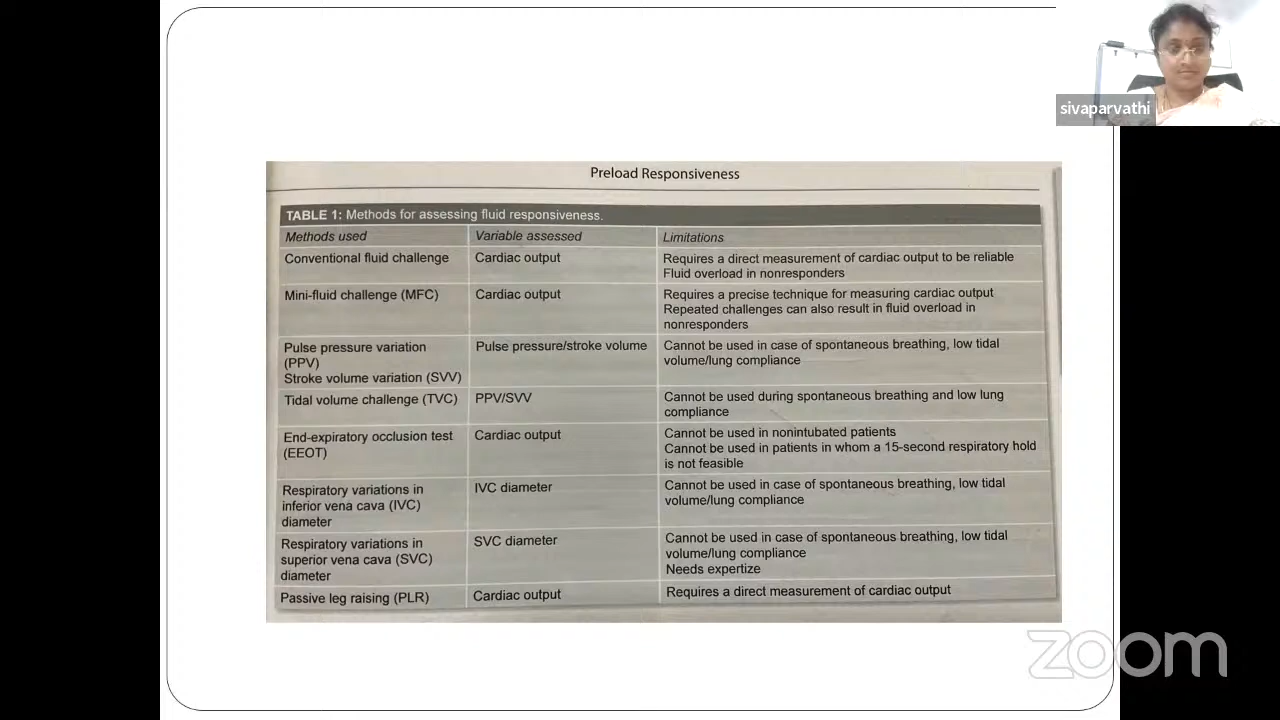 sivaparvathi
Preload Responsiveness
TABLE 1: Methods for assessing fluid responsiveness.
Methods used Variable assessed Limitations
Conventional fluid challenge Cardiac output Requires a direct measurement of cardiac output to be reliable
Fluid overload in nonresponders
Mini-fluid challenge (MFC) Cardiac output Requires a precise technique for measuring cardiac output
Repeated challenges can also result in fluid overload in
nonresponders
Pulse pressure variation Pulse pressure/stroke volume Cannot be used in case of spontaneous breathing, low tidal
(PPV) volume/lung compliance
Stroke volume variation (SVV)
Tidal volume challenge (TVC) PPV/SVV Cannot be used during spontaneous breathing and low lung
compliance
End-expiratory occlusion test Cardiac output Cannot be used in nonintubated patients
(EEOT) Cannot be used in patients in whom a 15-second respiratory hold
is not feasible
Respiratory variations in IVC diameter Cannot be used in case of spontaneous breathing, low tidal
inferior vena cava (IVC) volume/lung compliance
diameter
Respiratory variations in SVC diameter Cannot be used in case of spontaneous breathing, low tidal
superior vena cava (SVC) volume/lung compliance
diameter Needs expertize
Passive leg raising (PLR) Cardiac output Requires a direct measurement of cardiac output
zoom